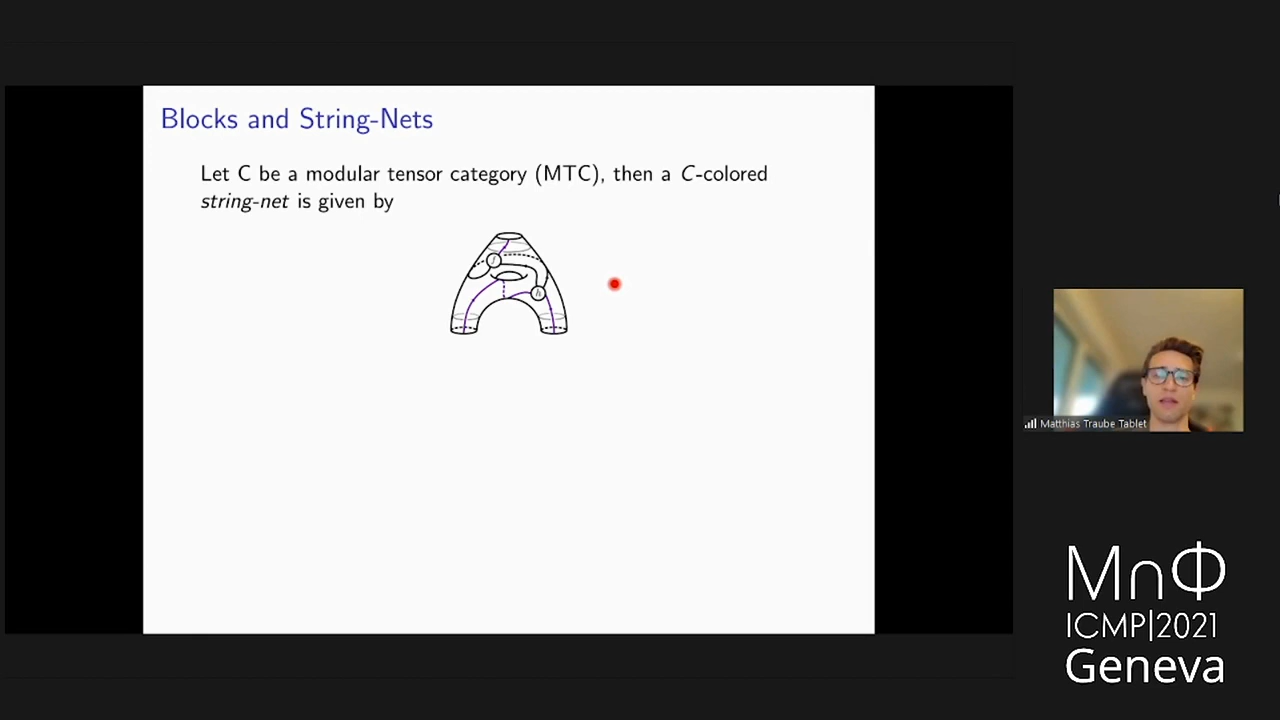 Blocks and String-Nets
Let C be a modular tensor category (MTC), then a C-colored
string-net is given by
f
h
Matthias Traube Tablet
M∩Φ
ICMP|2021
Geneva